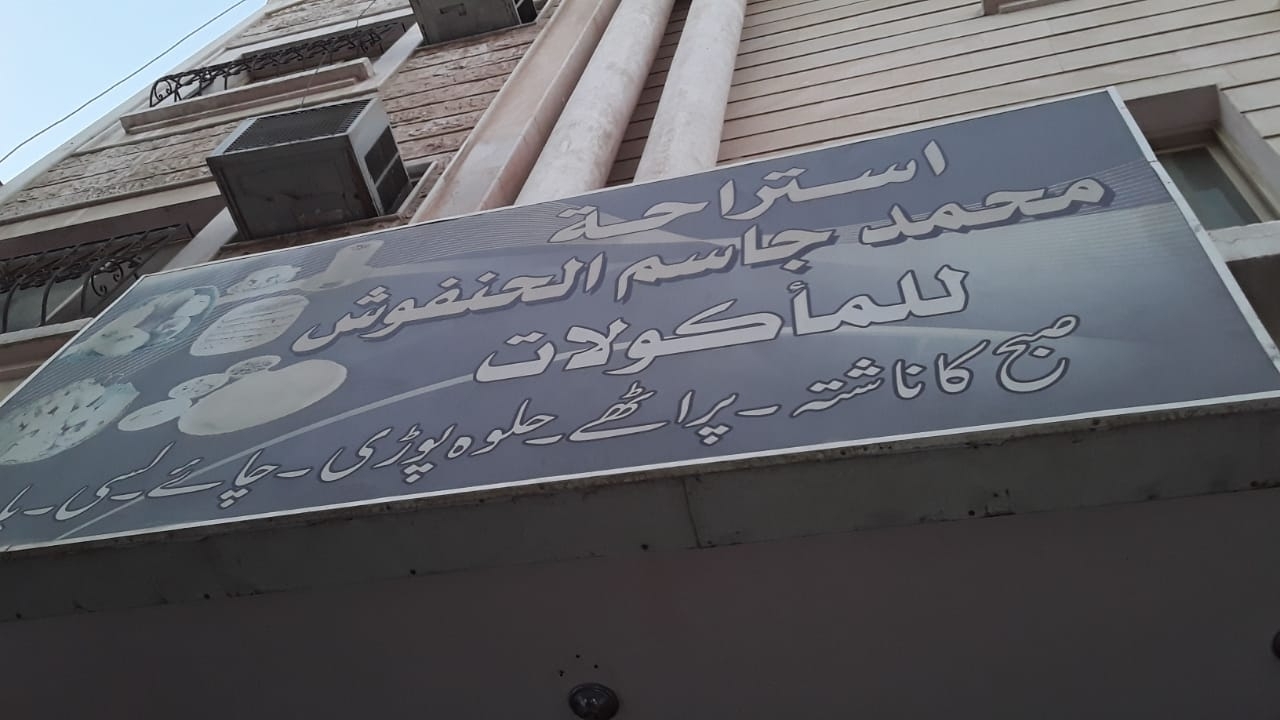 استراحة
محمد جاسم الحنفوش
للمأكولات
صبح کا ناشتہ - پراٹھے - حلوہ پوڑی - چائے - لسی -